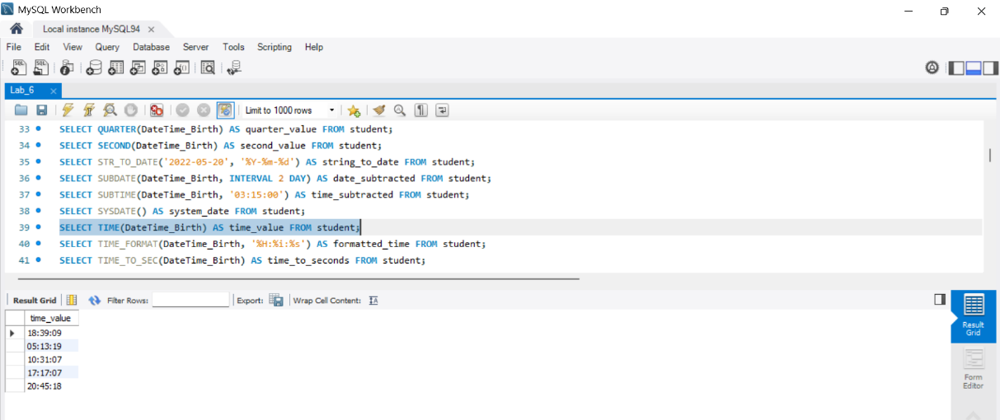 MySQL Workbench
Local instance MySQL94
File Edit View Query Database Server Tools Scripting Help
Lab_6
Limit to 1000 rows
33 SELECT QUARTER(DateTime_Birth) AS quarter_value FROM student;
34 SELECT SECOND(DateTime_Birth) AS second_value FROM student;
35 SELECT STR_TO_DATE('2022-05-20', '%Y-%m-%d') AS string_to_date FROM student;
36 SELECT SUBDATE(DateTime_Birth, INTERVAL 2 DAY) AS date_subtracted FROM student;
37 SELECT SUBTIME(DateTime_Birth, '03:15:00') AS time_subtracted FROM student;
38 SELECT SYSDATE() AS system_date FROM student;
39 SELECT TIME(DateTime_Birth) AS time_value FROM student;
40 SELECT TIME_FORMAT(DateTime_Birth, '%H:%i:%s') AS formatted_time FROM student;
41 SELECT TIME_TO_SEC(DateTime_Birth) AS time_to_seconds FROM student;
Result Grid Filter Rows: Export: Wrap Cell Content:
time_value
18:39:09
05:13:19
10:31:07
17:17:07
20:45:18
Result
Grid
Form
Editor